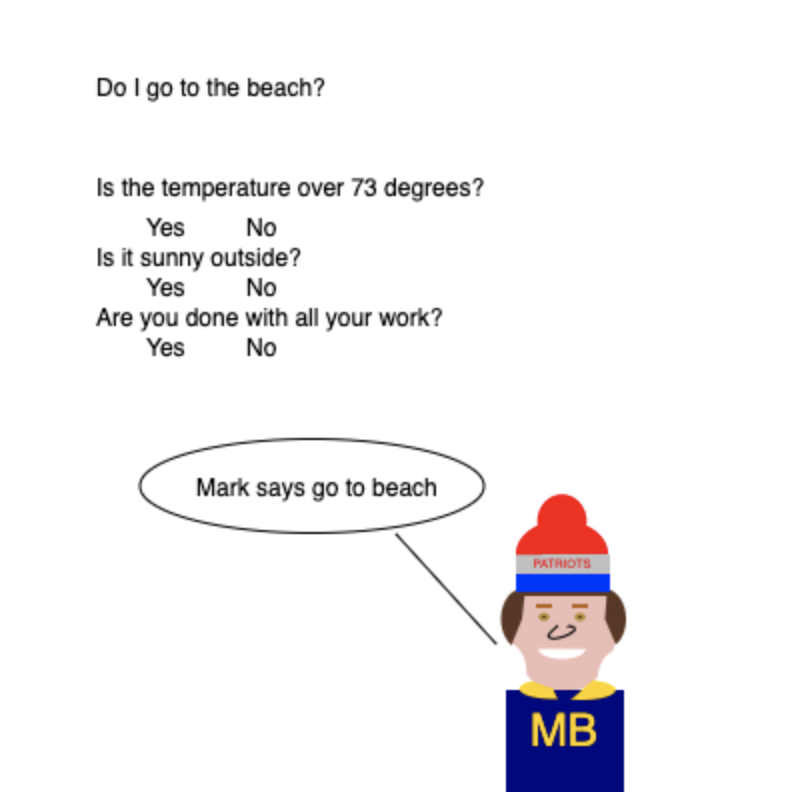 Do I go to the beach?
Is the temperature over 73 degrees?
Yes No
Is it sunny outside?
Yes No
Are you done with all your work?
Yes No
Mark says go to beach
PATRIOTS
MB